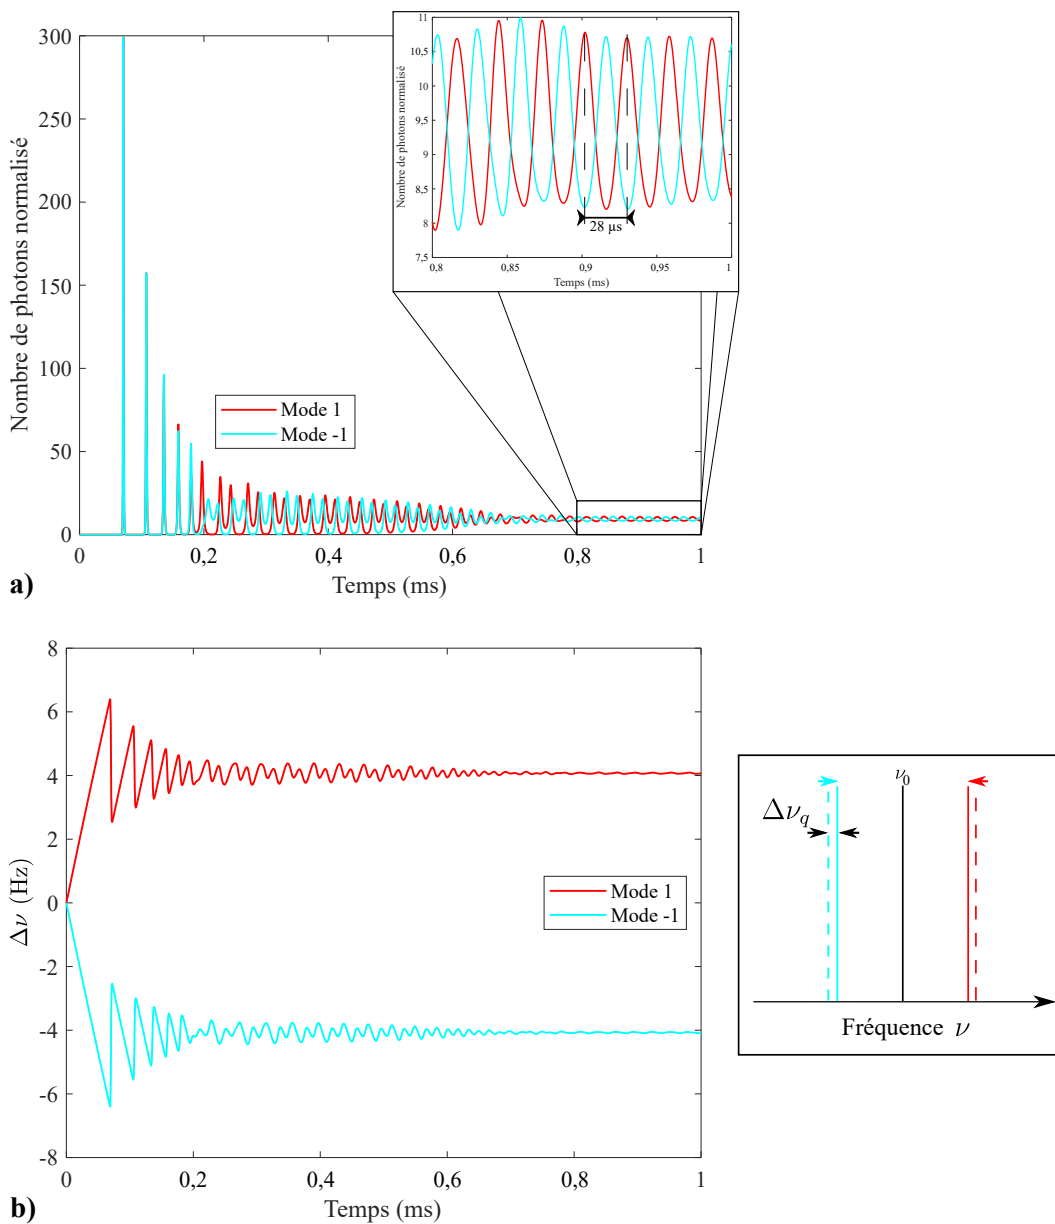 300
250
200
150
100
50
0
Nombre de photons normalisé
0
0,2
0,4
0,6
0,8
1
Temps (ms)
Mode 1
Mode -1
11
10,5
10
9,5
9
8,5
8
7,5
Nombre de photons normalisé
28 µs
0,8
0,85
0,9
0,95
1
Temps (ms)
a)
8
6
4
2
0
-2
-4
-6
-8
Δν (Hz)
0
0,2
0,4
0,6
0,8
1
Temps (ms)
Mode 1
Mode -1
b)
ν0
Δνq
Fréquence ν